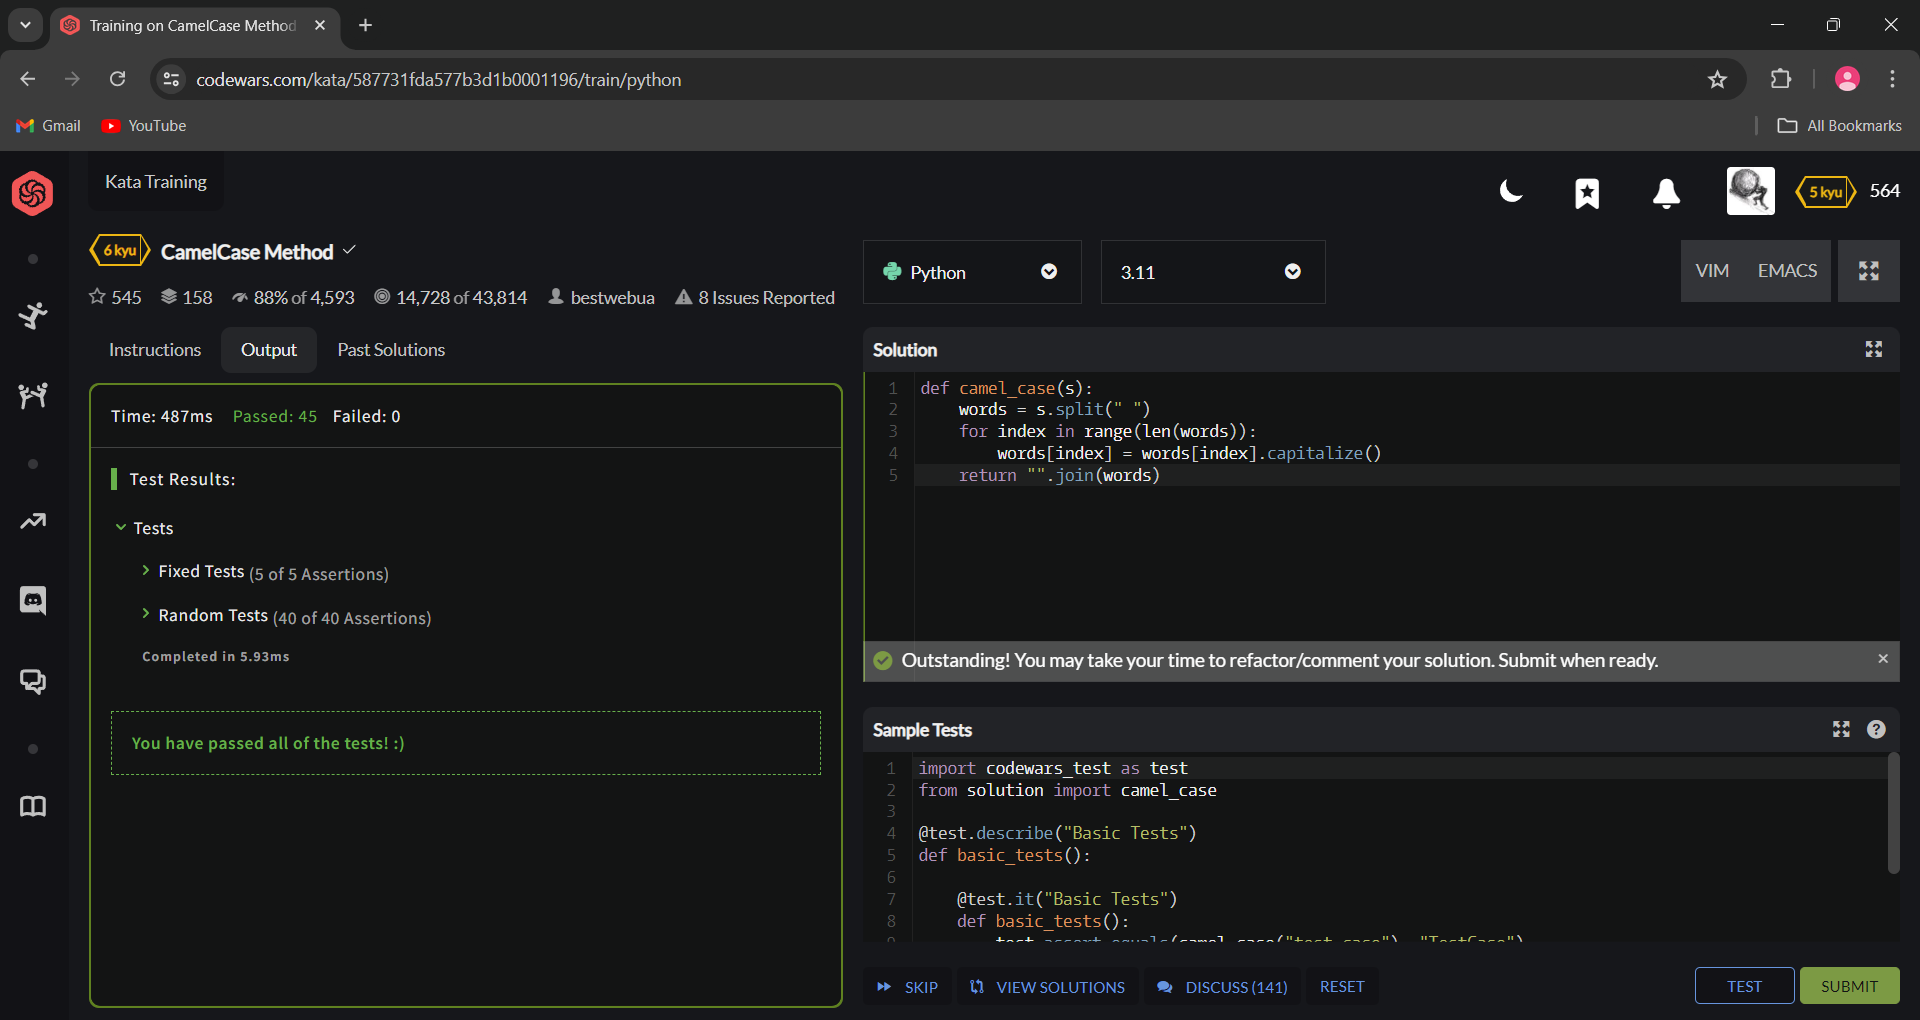 Training on CamelCase Method
codewars.com/kata/587731fda577b3d1b0001196/train/python
Gmail
YouTube
All Bookmarks
Kata Training
5 kyu
564
6 kyu
CamelCase Method
545
158
88% of 4,593
14,728 of 43,814
bestwebua
8 Issues Reported
Python
3.11
VIM
EMACS
Instructions
Output
Past Solutions
Time: 487ms Passed: 45 Failed: 0
Test Results:
Tests
Fixed Tests (5 of 5 Assertions)
Random Tests (40 of 40 Assertions)
Completed in 5.93ms
You have passed all of the tests! :)
Solution
1 def camel_case(s):
2     words = s.split(" ")
3     for index in range(len(words)):
4         words[index] = words[index].capitalize()
5     return "".join(words)
Outstanding! You may take your time to refactor/comment your solution. Submit when ready.
Sample Tests
1 import codewars_test as test
2 from solution import camel_case
3
4 @test.describe("Basic Tests")
5 def basic_tests():
6
7     @test.it("Basic Tests")
8     def basic_tests():
9         test.assert_equals(camel_case("test case"), "TestCase")
SKIP
VIEW SOLUTIONS
DISCUSS (141)
RESET
TEST
SUBMIT